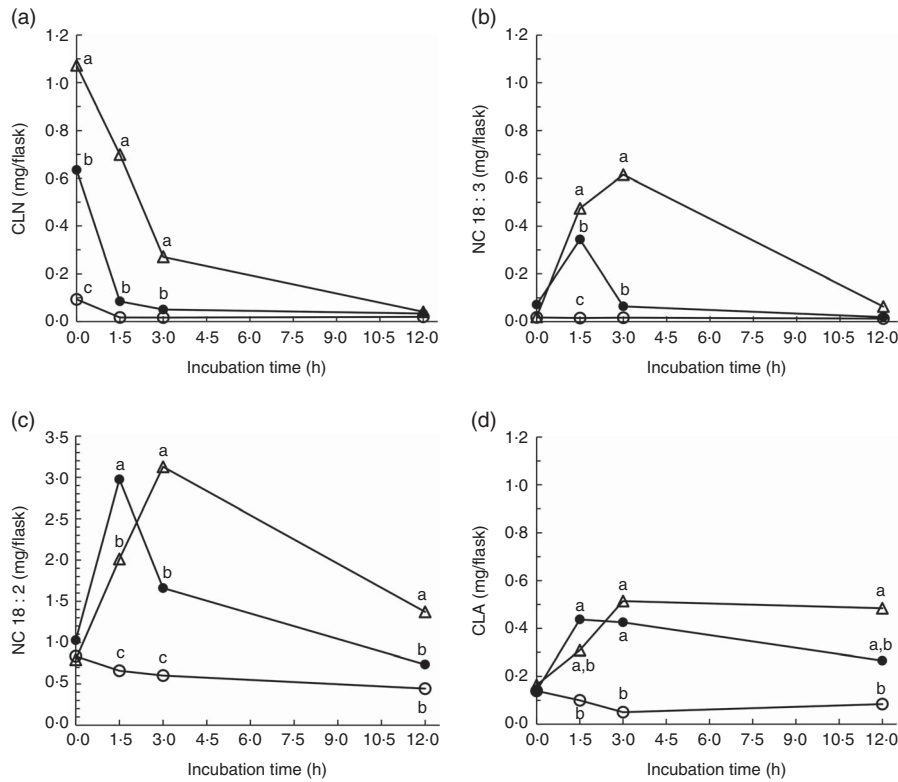 (a)
1·2
1·0
0·8
0·6
0·4
0·2
0·0
CLN (mg/flask)
a
a
a
b
b
b
c
0·0 1·5 3·0 4·5 6·0 7·5 9·0 10·5 12·0
Incubation time (h)
(b)
1·2
1·0
0·8
0·6
0·4
0·2
0·0
NC 18 : 3 (mg/flask)
a
a
b
b
c
0·0 1·5 3·0 4·5 6·0 7·5 9·0 10·5 12·0
Incubation time (h)
(c)
3·5
3·0
2·5
2·0
1·5
1·0
0·5
0·0
NC 18 : 2 (mg/flask)
a
a
b
b
a
c
c
b
b
0·0 1·5 3·0 4·5 6·0 7·5 9·0 10·5 12·0
Incubation time (h)
(d)
1·2
1·0
0·8
0·6
0·4
0·2
0·0
CLA (mg/flask)
a
a
a
a,b
a
a,b
b
b
b
0·0 1·5 3·0 4·5 6·0 7·5 9·0 10·5 12·0
Incubation time (h)